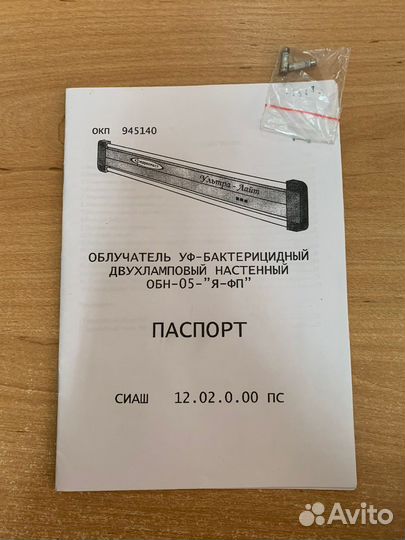 ОКП 945140
Ультра-Лайт
ОБЛУЧАТЕЛЬ УФ-БАКТЕРИЦИДНЫЙ
ДВУХЛАМПОВЫЙ НАСТЕННЫЙ
ОБН-05-"Я-ФП"
ПАСПОРТ
СИАШ 12.02.0.00 ПС
Avito